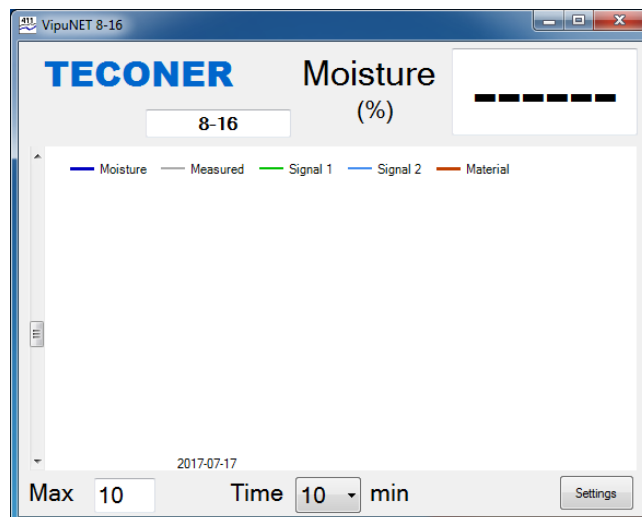 411 VipuNET 8-16
TECONER
Moisture
(%)
------
8-16
Moisture Measured Signal 1 Signal 2 Material
2017-07-17
Max 10 Time 10 min Settings